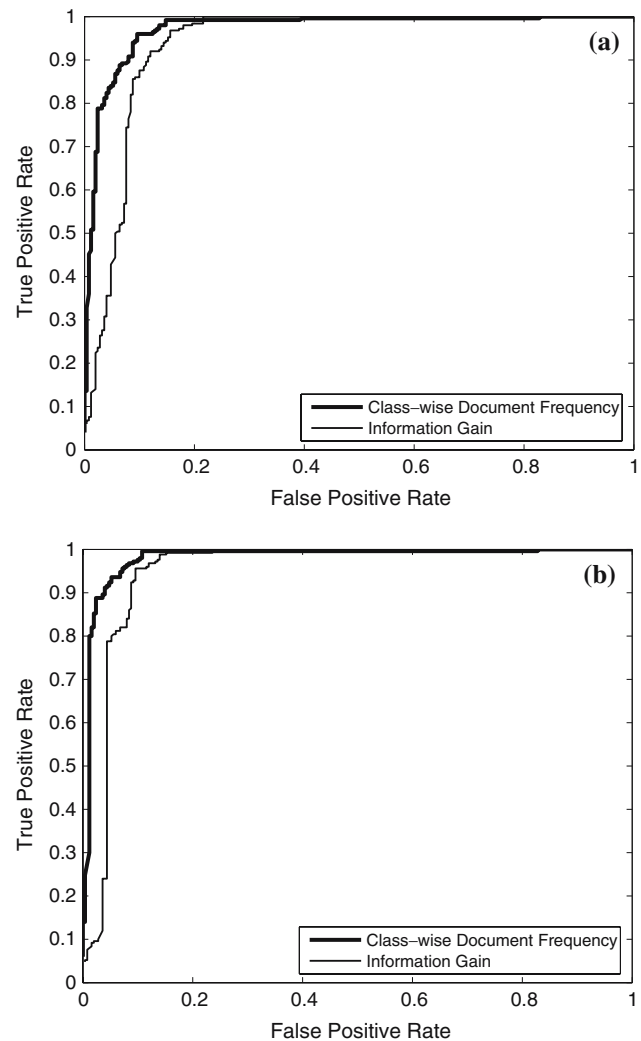 (a)
True Positive Rate
1
0.9
0.8
0.7
0.6
0.5
0.4
0.3
0.2
0.1
0
0 0.2 0.4 0.6 0.8 1
False Positive Rate
Class–wise Document Frequency
Information Gain
(b)
True Positive Rate
1
0.9
0.8
0.7
0.6
0.5
0.4
0.3
0.2
0.1
0
0 0.2 0.4 0.6 0.8 1
False Positive Rate
Class–wise Document Frequency
Information Gain